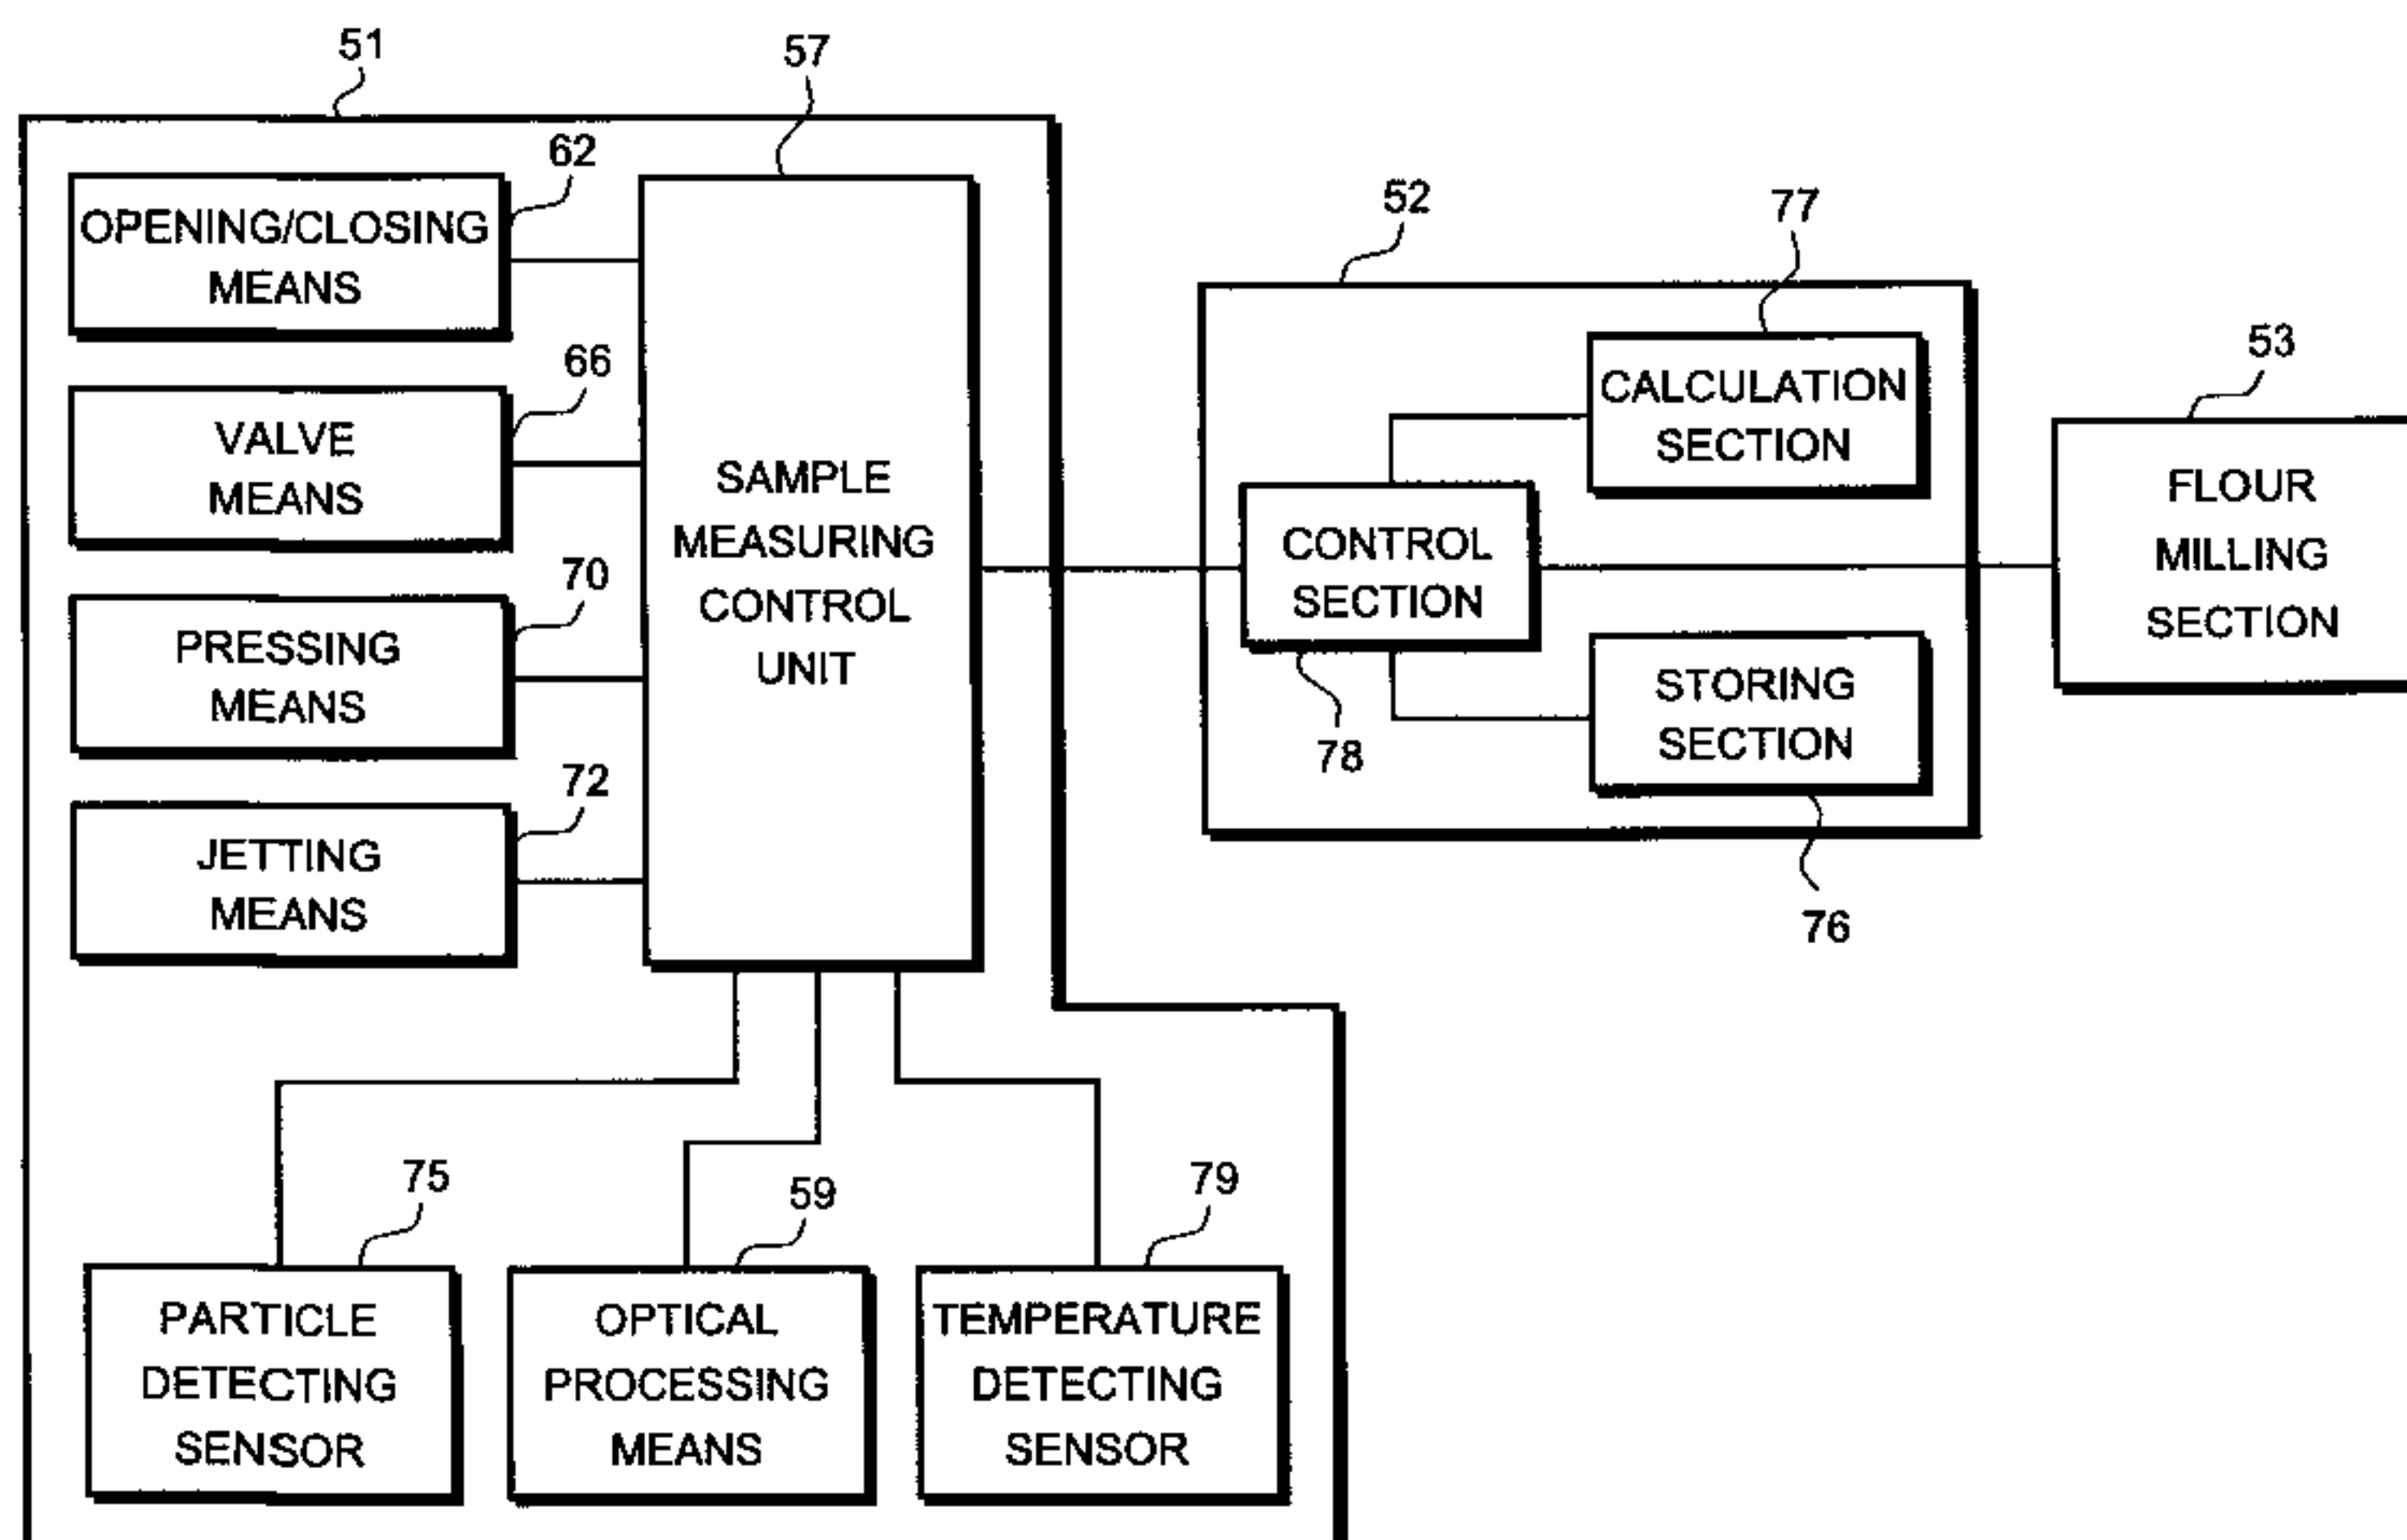 51
57
62
OPENING/CLOSING
MEANS
66
VALVE
MEANS
70
PRESSING
MEANS
72
JETTING
MEANS
SAMPLE
MEASURING
CONTROL
UNIT
52
77
CALCULATION
SECTION
CONTROL
SECTION
78
STORING
SECTION
76
53
FLOUR
MILLING
SECTION
75
PARTICLE
DETECTING
SENSOR
59
OPTICAL
PROCESSING
MEANS
79
TEMPERATURE
DETECTING
SENSOR